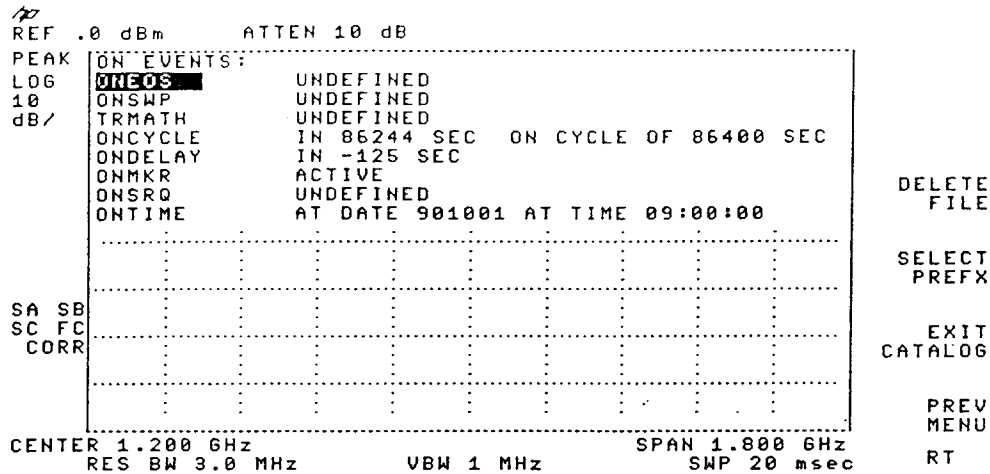 hp
REF .0 dBm ATTEN 10 dB
PEAK
LOG
10
dB/
ON EVENTS:
ONEOS UNDEFINED
ONSWP UNDEFINED
TRMATH UNDEFINED
ONCYCLE IN 86244 SEC ON CYCLE OF 86400 SEC
ONDELAY IN -125 SEC
ONMKR ACTIVE
ONSRQ UNDEFINED
ONTIME AT DATE 901001 AT TIME 09:00:00
SA SB
SC FC
CORR
DELETE
FILE
SELECT
PREFX
EXIT
CATALOG
PREV
MENU
RT
CENTER 1.200 GHz SPAN 1.800 GHz
RES BW 3.0 MHz VBW 1 MHz SWP 20 msec